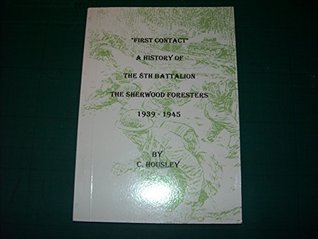 "FIRST CONTACT"
A HISTORY OF
THE 8TH BATTALION
THE SHERWOOD FORESTERS
1939 - 1945
BY
C. HOUSLEY